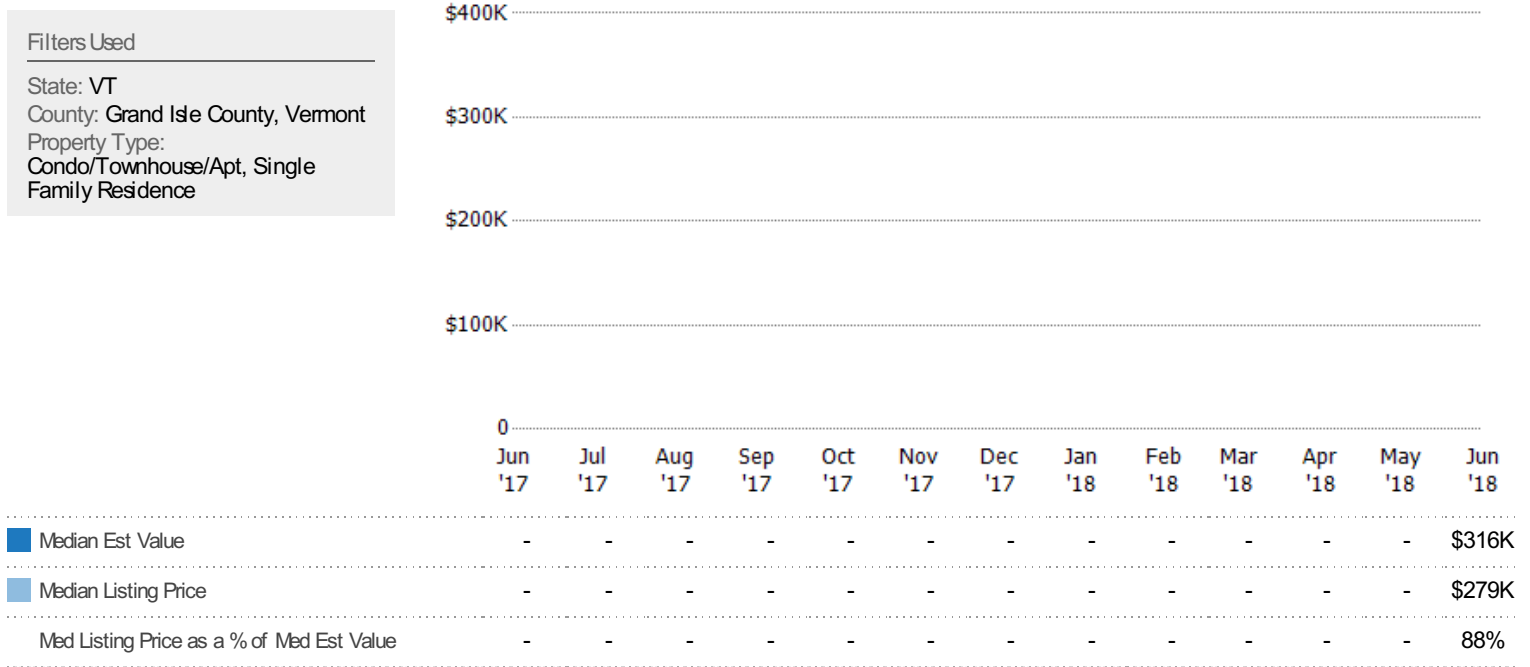 Filters Used
State: VT
County: Grand Isle County, Vermont
Property Type:
Condo/Townhouse/Apt, Single
Family Residence
$400K
$300K
$200K
$100K
0
Jun Jul Aug Sep Oct Nov Dec Jan Feb Mar Apr May Jun
'17 '17 '17 '17 '17 '17 '17 '18 '18 '18 '18 '18 '18
Median Est Value - - - - - - - - - - - - $316K
Median Listing Price - - - - - - - - - - - - $279K
Med Listing Price as a % of Med Est Value - - - - - - - - - - - - 88%